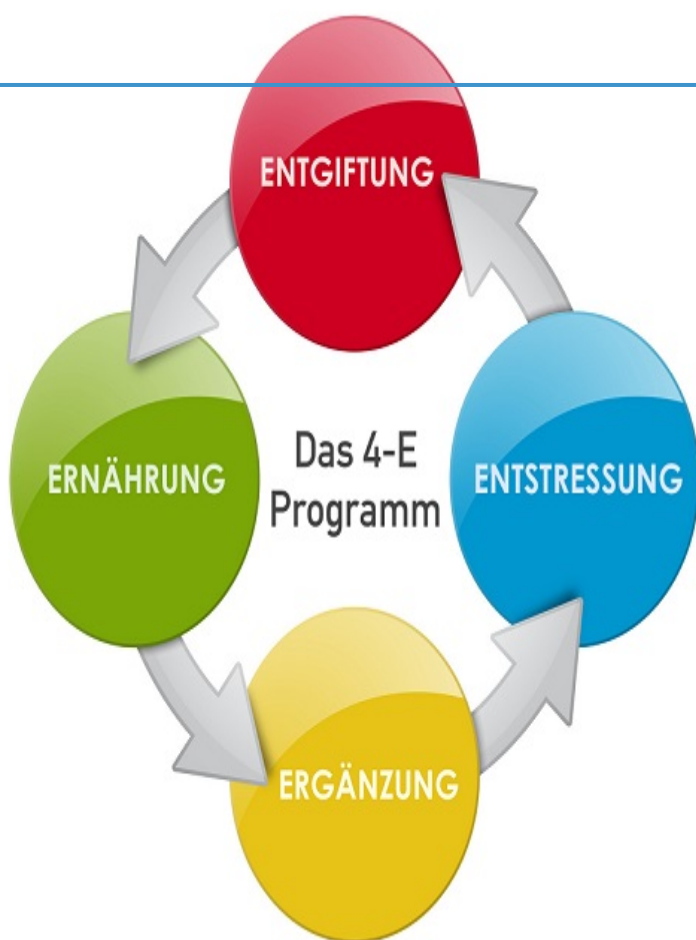 ENTGIFTUNG
ERNÄHRUNG
Das 4-E
Programm
ENTSTRESSUNG
ERGÄNZUNG